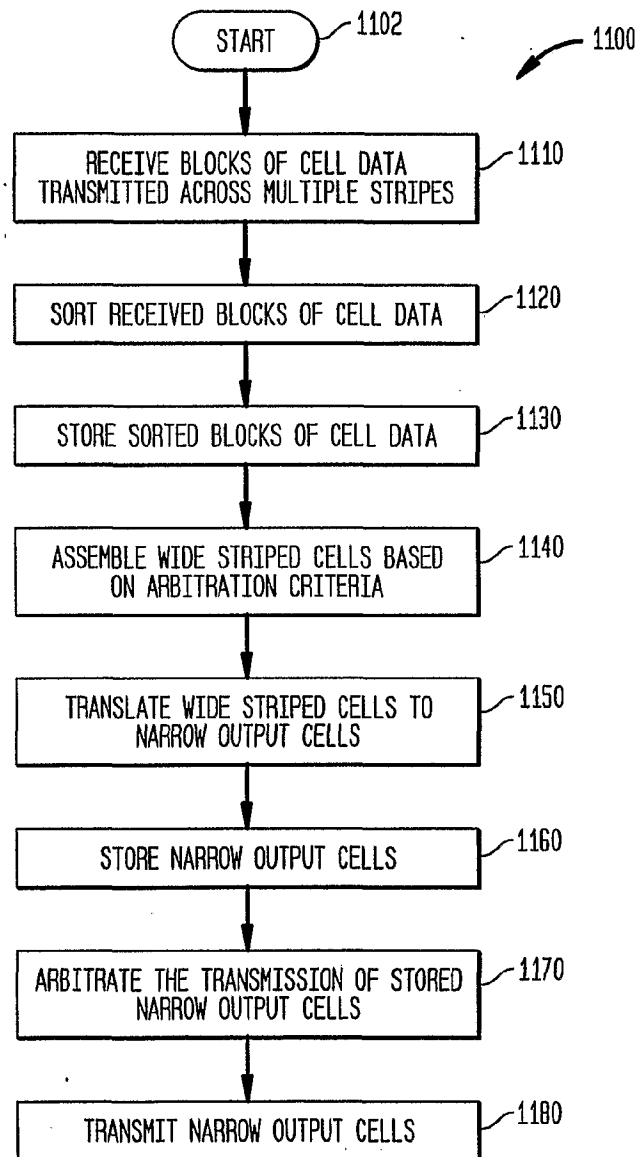 START
1102
1100
RECEIVE BLOCKS OF CELL DATA
TRANSMITTED ACROSS MULTIPLE STRIPES
1110
SORT RECEIVED BLOCKS OF CELL DATA
1120
STORE SORTED BLOCKS OF CELL DATA
1130
ASSEMBLE WIDE STRIPED CELLS BASED
ON ARBITRATION CRITERIA
1140
TRANSLATE WIDE STRIPED CELLS TO
NARROW OUTPUT CELLS
1150
STORE NARROW OUTPUT CELLS
1160
ARBITRATE THE TRANSMISSION OF STORED
NARROW OUTPUT CELLS
1170
TRANSMIT NARROW OUTPUT CELLS
1180